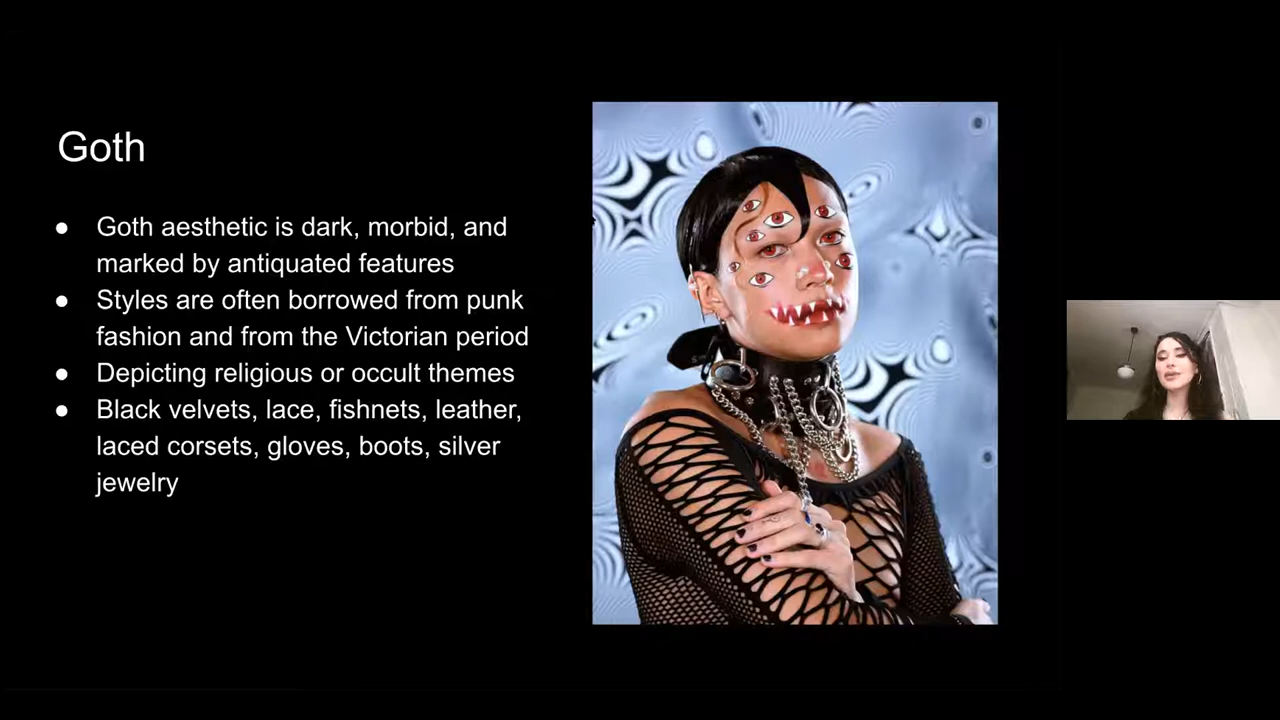 Goth
● Goth aesthetic is dark, morbid, and
marked by antiquated features
● Styles are often borrowed from punk
fashion and from the Victorian period
● Depicting religious or occult themes
● Black velvets, lace, fishnets, leather,
laced corsets, gloves, boots, silver
jewelry